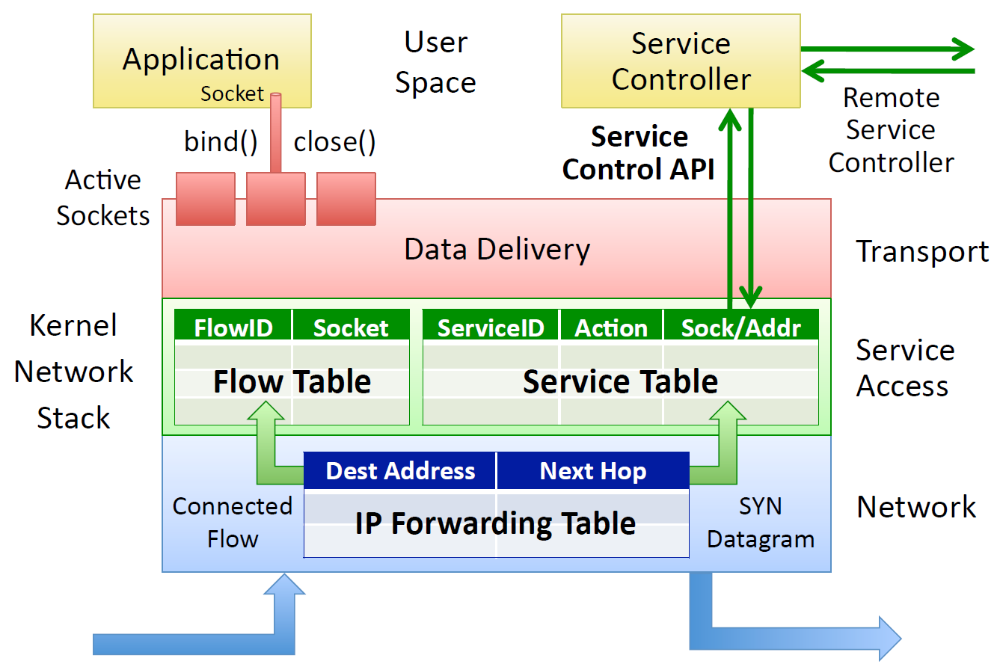 Application
Socket
User
Space
Service
Controller
Remote
Service
Controller
bind()
close()
Service
Control API
Active
Sockets
Data Delivery
Transport
Kernel
Network
Stack
FlowID
Socket
Flow Table
ServiceID
Action
Sock/Addr
Service Table
Service
Access
Dest Address
Next Hop
IP Forwarding Table
Connected
Flow
SYN
Datagram
Network